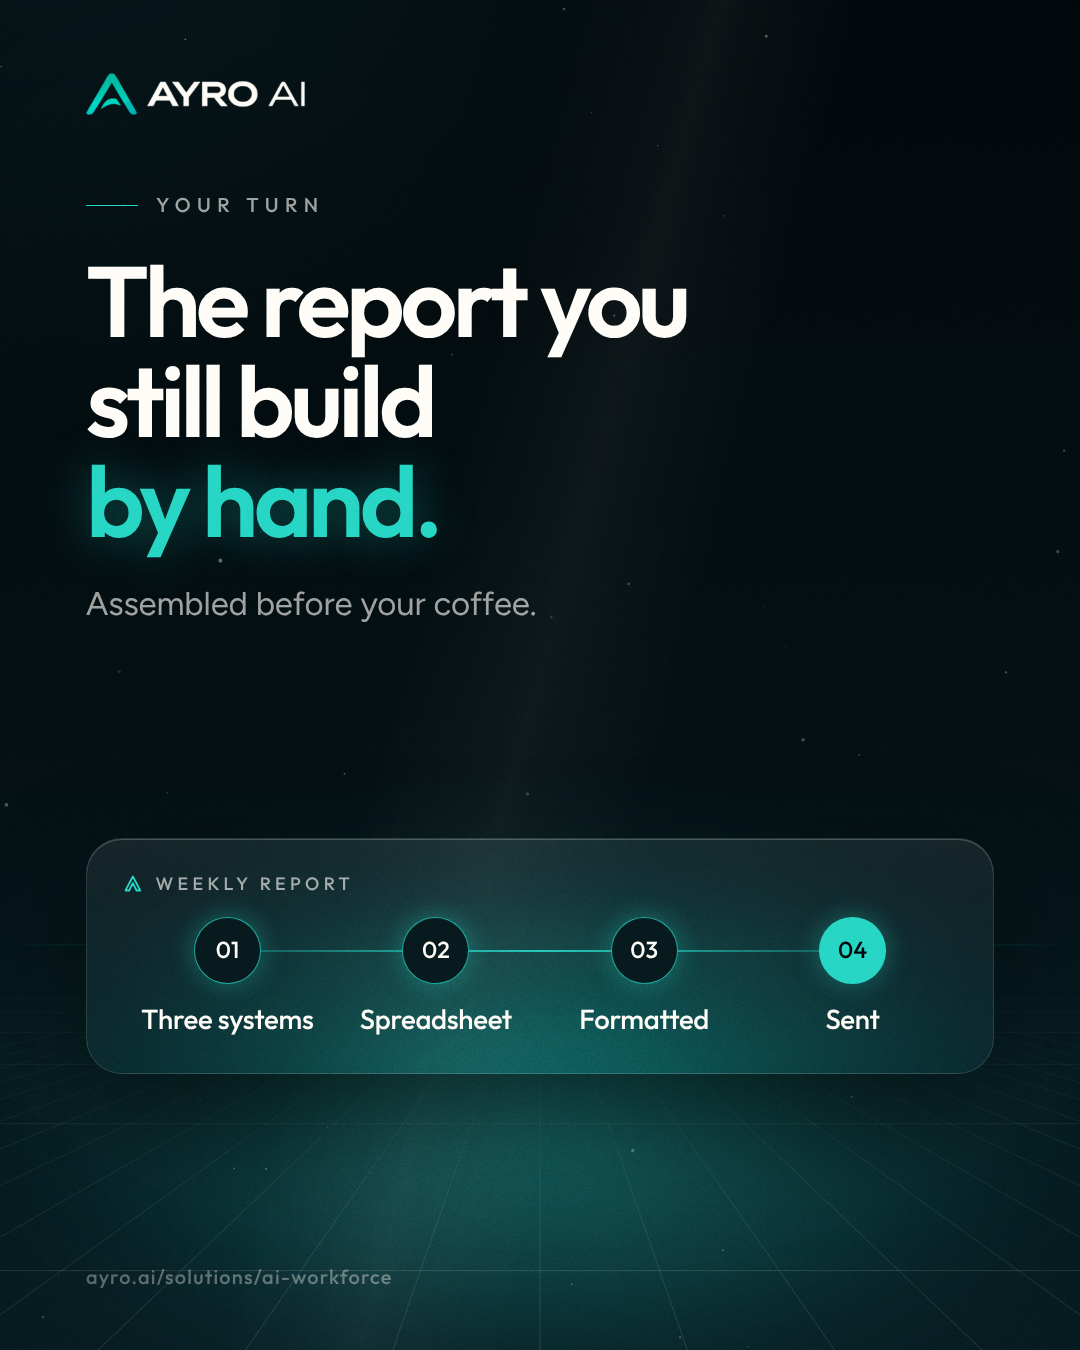 AYRO AI
YOUR TURN
The report you
still build
by hand.
Assembled before your coffee.
WEEKLY REPORT
01 02 03 04
Three systems Spreadsheet Formatted Sent
ayro.ai/solutions/ai-workforce